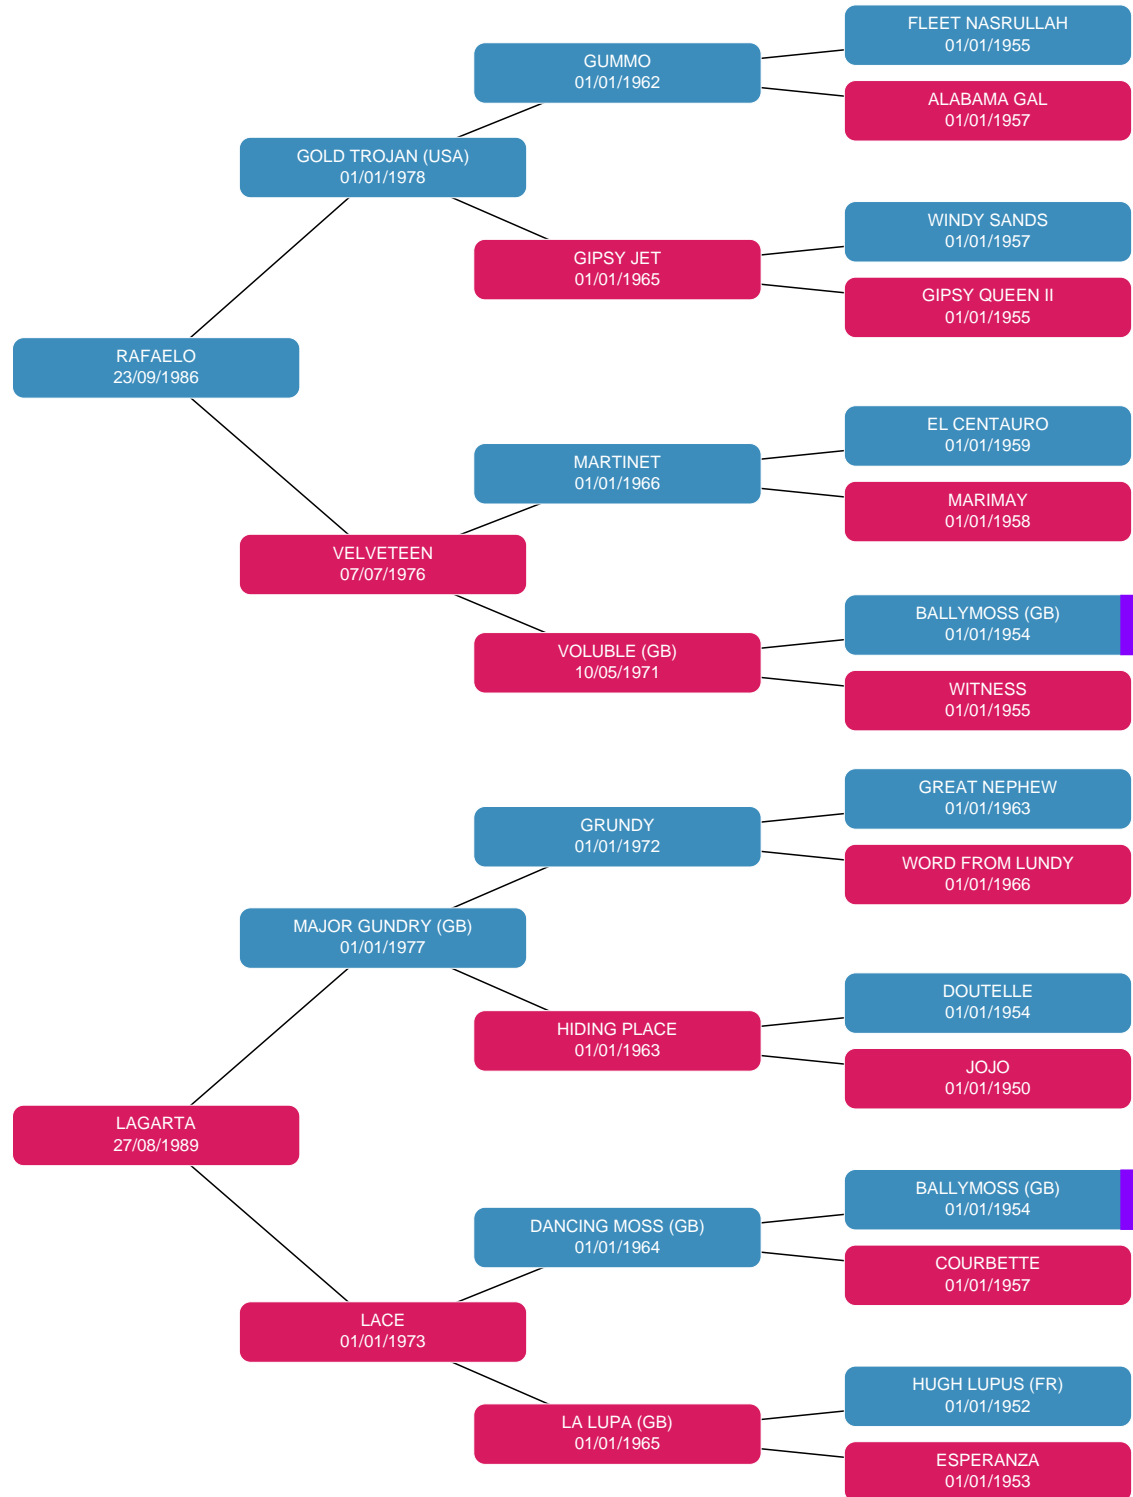 FLEET NASRULLAH
01/01/1955
GUMMO
01/01/1962
ALABAMA GAL
01/01/1957
GOLD TROJAN (USA)
01/01/1978
WINDY SANDS
01/01/1957
GIPSY JET
01/01/1965
GIPSY QUEEN II
01/01/1955
RAFAELO
23/09/1986
EL CENTAURO
01/01/1959
MARTINET
01/01/1966
MARIMAY
01/01/1958
VELVETEEN
07/07/1976
BALLYMOSS (GB)
01/01/1954
VOLUBLE (GB)
10/05/1971
WITNESS
01/01/1955
GREAT NEPHEW
01/01/1963
GRUNDY
01/01/1972
WORD FROM LUNDY
01/01/1966
MAJOR GUNDRY (GB)
01/01/1977
DOUTELLE
01/01/1954
HIDING PLACE
01/01/1963
JOJO
01/01/1950
LAGARTA
27/08/1989
BALLYMOSS (GB)
01/01/1954
DANCING MOSS (GB)
01/01/1964
COURBETTE
01/01/1957
LACE
01/01/1973
HUGH LUPUS (FR)
01/01/1952
LA LUPA (GB)
01/01/1965
ESPERANZA
01/01/1953